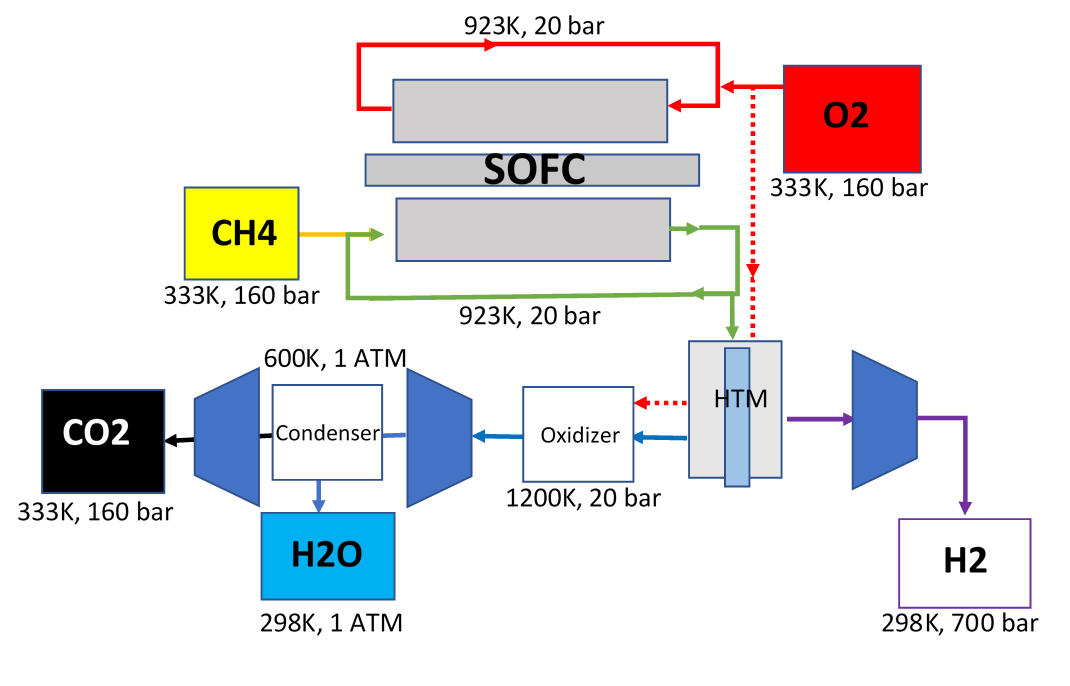 923K, 20 bar
O2
SOFC
333K, 160 bar
CH4
333K, 160 bar
923K, 20 bar
600K, 1 ATM
HTM
CO2
Condenser
Oxidizer
1200K, 20 bar
333K, 160 bar
H2O
H2
298K, 1 ATM
298K, 700 bar